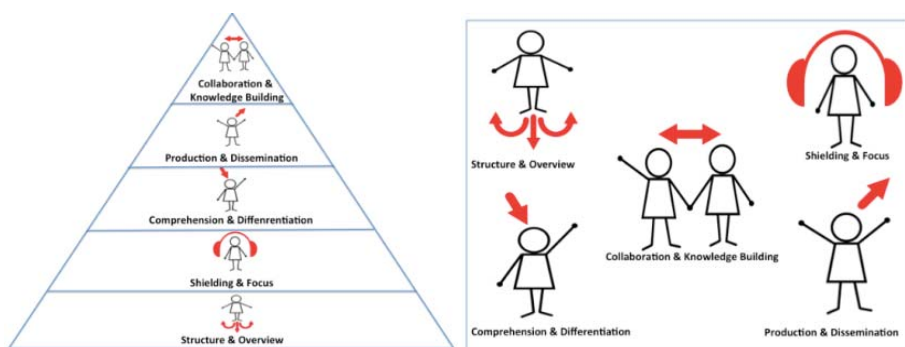 Collaboration &
Knowledge Building
Production & Dissemination
Comprehension & Diffenrentiation
Shielding & Focus
Structure & Overview
Structure & Overview
Shielding & Focus
Collaboration & Knowledge Building
Comprehension & Differentiation
Production & Dissemination